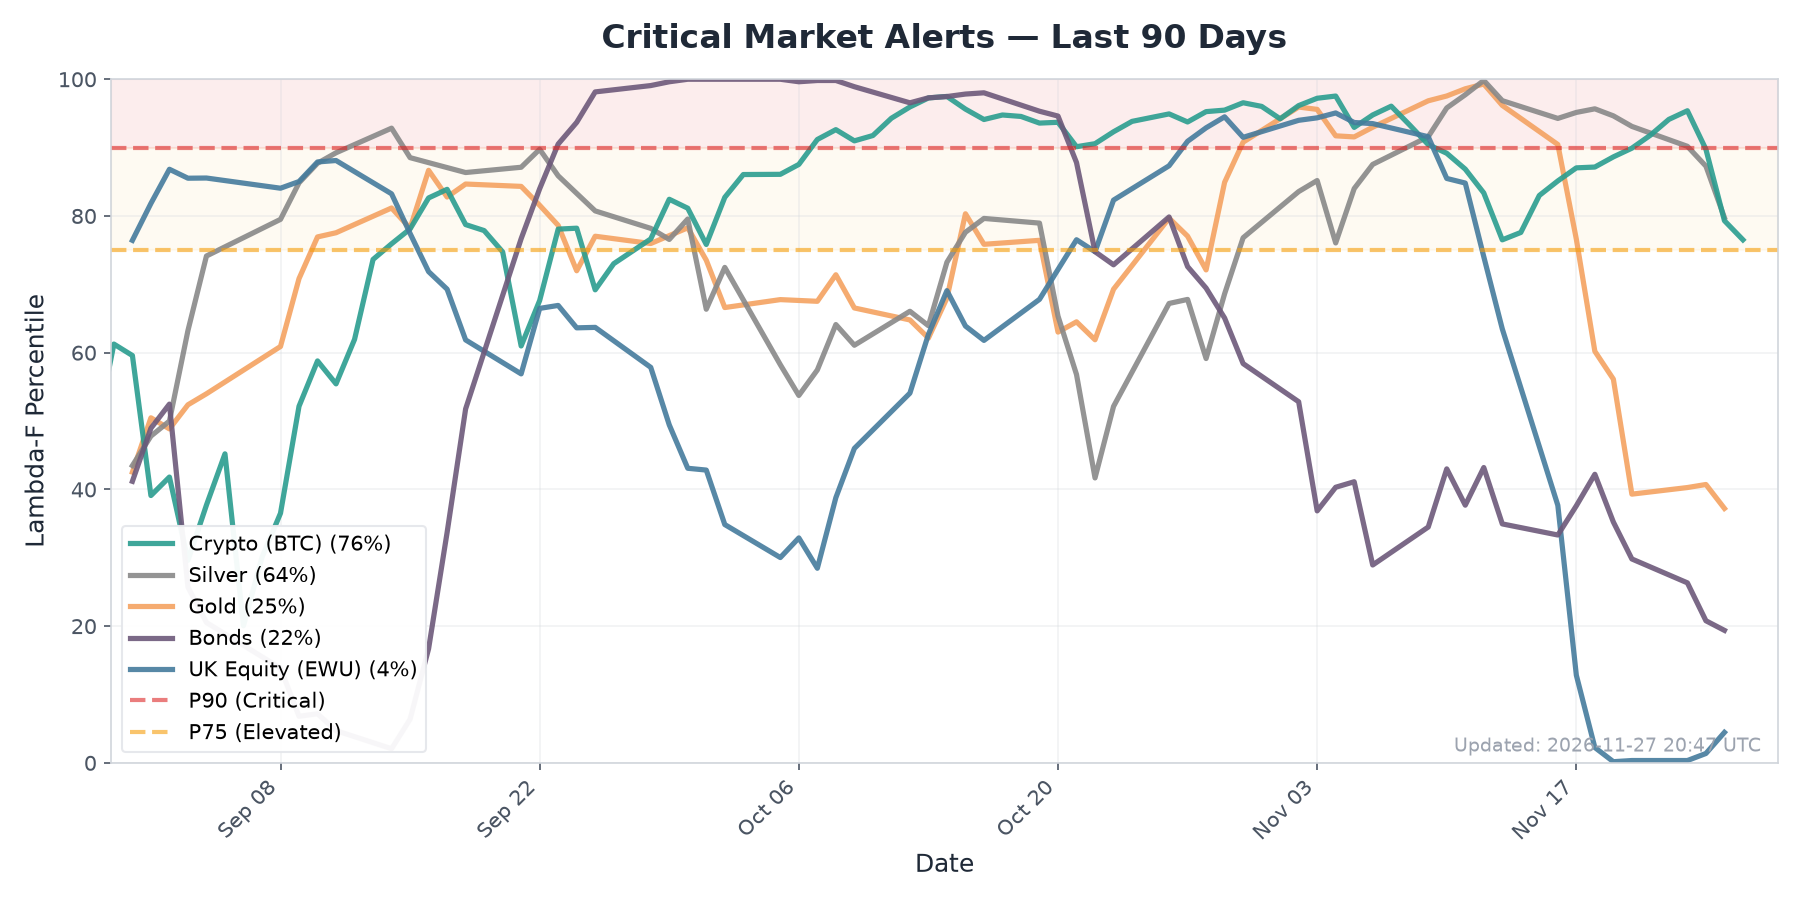 Critical Market Alerts — Last 90 Days
Lambda-F Percentile
100
80
60
40
20
0
Crypto (BTC) (76%)
Silver (64%)
Gold (25%)
Bonds (22%)
UK Equity (EWU) (4%)
P90 (Critical)
P75 (Elevated)
Updated: 2026-11-27 20:47 UTC
Sep 08
Sep 22
Oct 06
Oct 20
Nov 03
Nov 17
Date